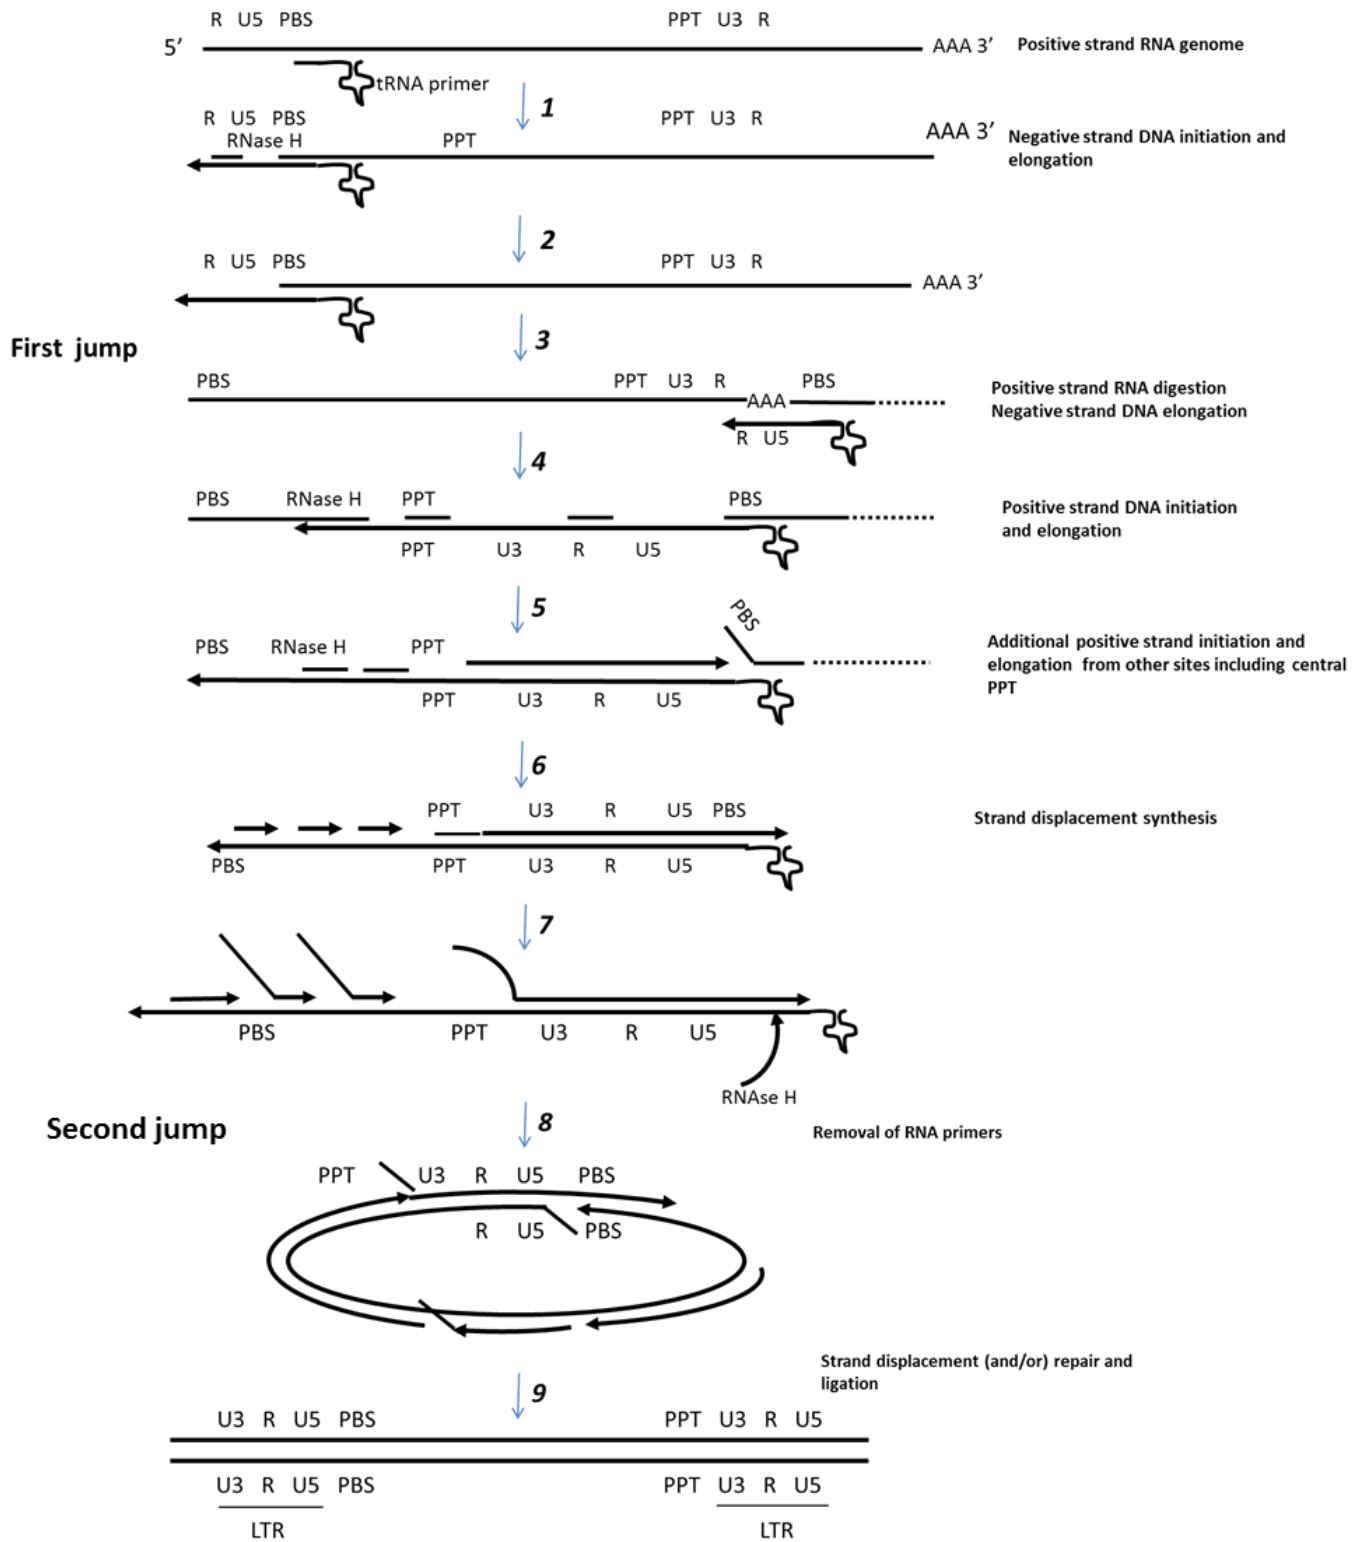 R U5 PBS PPT U3 R
5’ AAA 3’ Positive strand RNA genome
tRNA primer
1
R U5 PBS PPT U3 R
RNase H PPT AAA 3’ Negative strand DNA initiation and
elongation
2
R U5 PBS PPT U3 R
AAA 3’
3
First jump
PBS PPT U3 R AAA PBS Positive strand RNA digestion
Negative strand DNA elongation
R U5
4
PBS RNase H PPT PBS Positive strand DNA initiation
and elongation
PPT U3 R U5
5
PBS
PBS RNase H PPT Additional positive strand initiation and
elongation from other sites including central
PPT
PPT U3 R U5
6
PPT U3 R U5 PBS Strand displacement synthesis
PBS PPT U3 R U5
7
PBS PPT U3 R U5
RNAse H
8
Second jump Removal of RNA primers
PPT U3 R U5 PBS
R U5 PBS
Strand displacement (and/or) repair and
ligation
9
U3 R U5 PBS PPT U3 R U5
U3 R U5 PBS PPT U3 R U5
LTR LTR